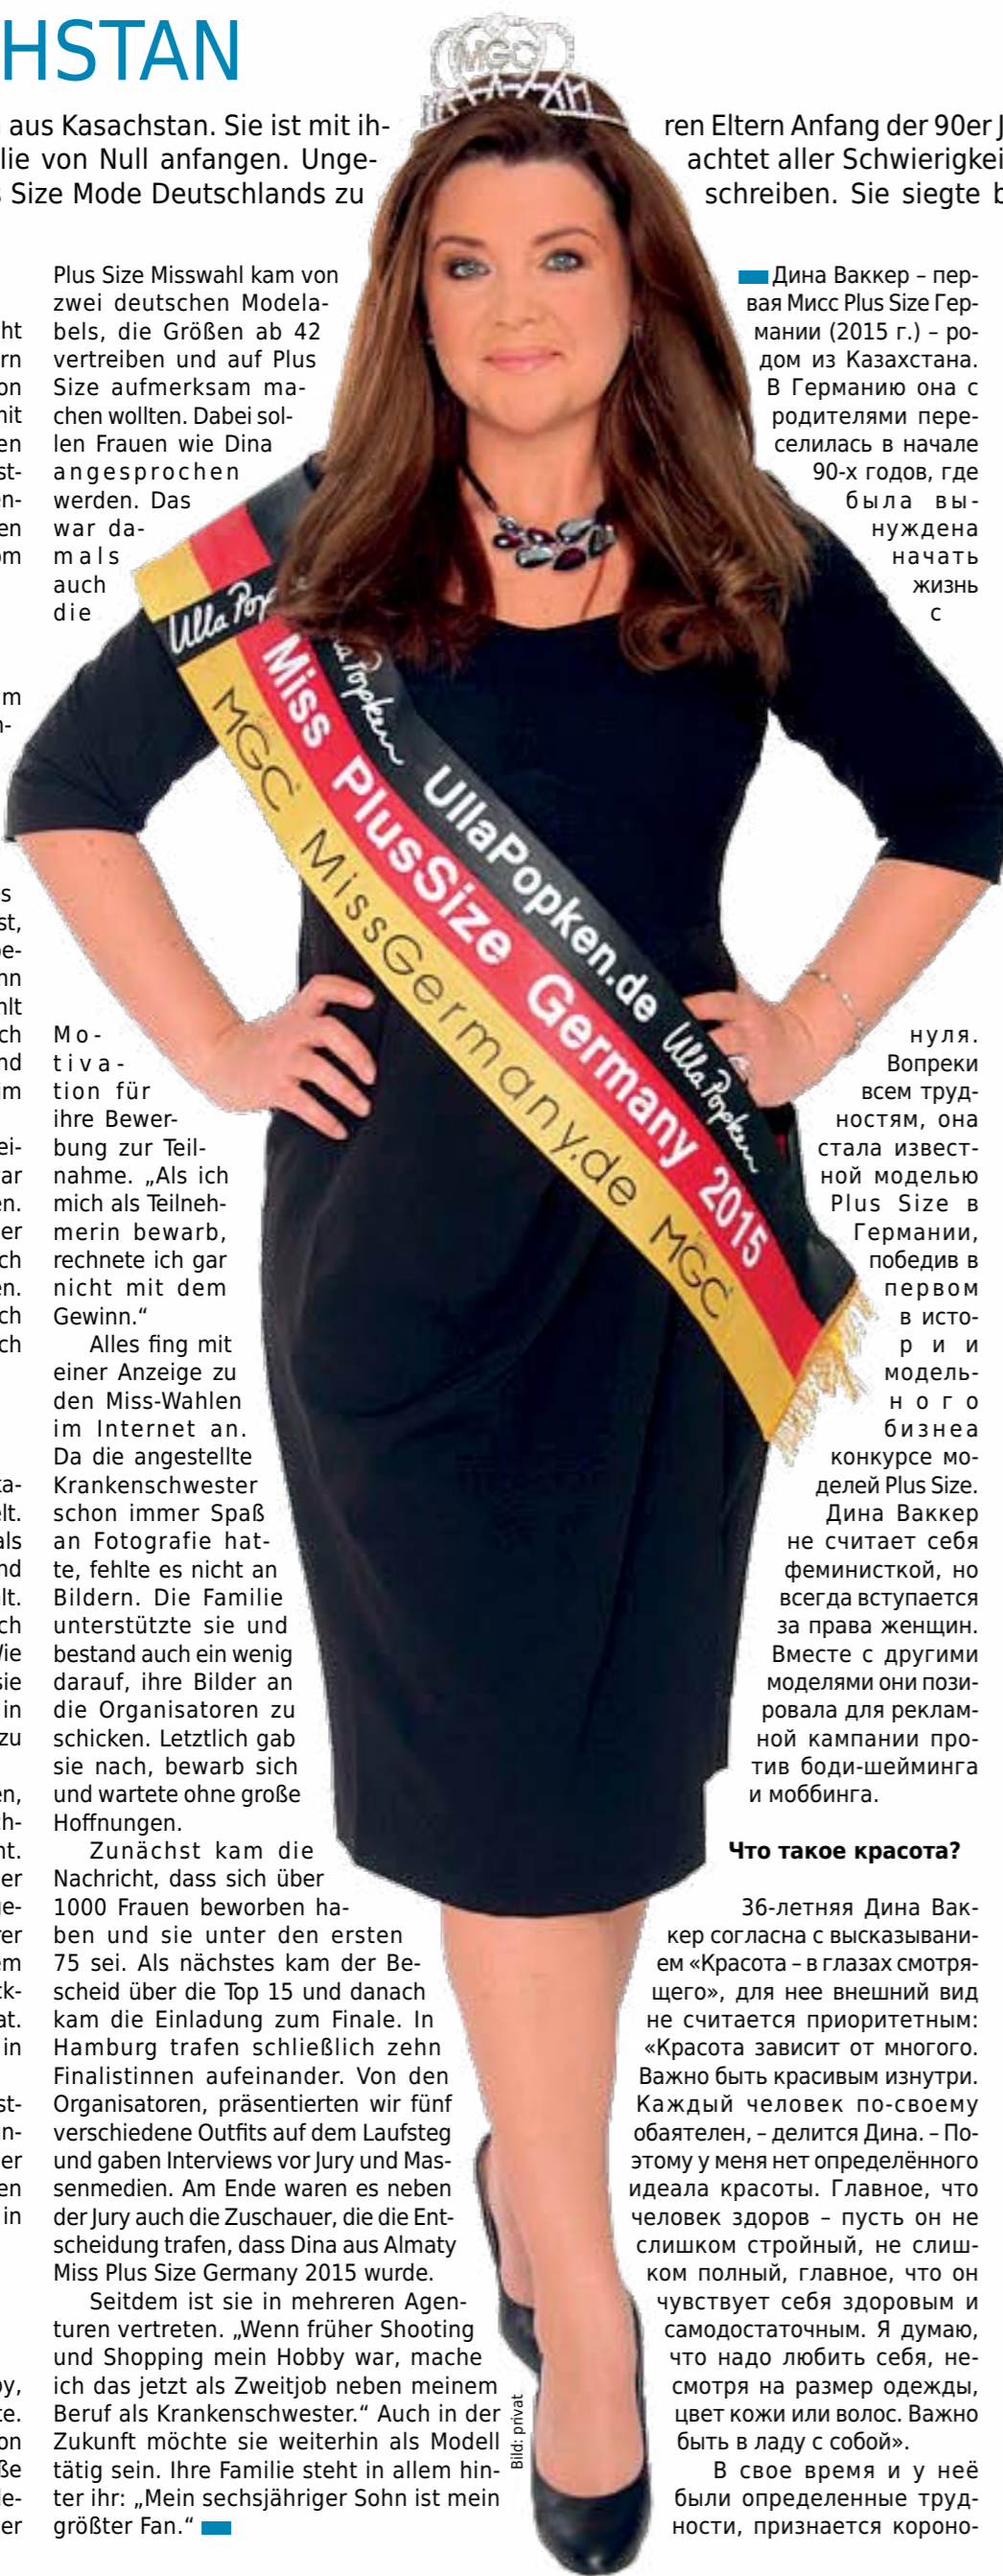 HSTAN
aus Kasachstan. Sie ist mit ih-
lie von Null anfangen. Unge-
Size Mode Deutschlands zu
ren Eltern Anfang der 90er J
achtet aller Schwierigkei
schreiben. Sie siegte b
Plus Size Misswahl kam von
zwei deutschen Modela-
bels, die Größen ab 42
vertreiben und auf Plus
Size aufmerksam ma-
chen wollten. Dabei sol-
len Frauen wie Dina
angesprochen
werden. Das
war da-
mals
auch
die
Mo-
tiva-
tion für
ihre Bewer-
bung zur Teil-
nahme. „Als ich
mich als Teilneh-
merin bewarb,
rechnete ich gar
nicht mit dem
Gewinn.“
Alles fing mit
einer Anzeige zu
den Miss-Wahlen
im Internet an.
Da die angestellte
Krankenschwester
schon immer Spaß
an Fotografie hat-
te, fehlte es nicht an
Bildern. Die Familie
unterstützte sie und
bestand auch ein wenig
darauf, ihre Bilder an
die Organisatoren zu
schicken. Letztlich gab
sie nach, bewarb sich
und wartete ohne große
Hoffnungen.
Zunächst kam die
Nachricht, dass sich über
1000 Frauen beworben ha-
ben und sie unter den ersten
75 sei. Als nächstes kam der Be-
scheid über die Top 15 und danach
kam die Einladung zum Finale. In
Hamburg trafen schließlich zehn
Finalistinnen aufeinander. Von den
Organisatoren, präsentierten wir fünf
verschiedene Outfits auf dem Laufsteg
und gaben Interviews vor Jury und Mas-
senmedien. Am Ende waren es neben
der Jury auch die Zuschauer, die die Ent-
scheidung trafen, dass Dina aus Almaty
Miss Plus Size Germany 2015 wurde.
Seitdem ist sie in mehreren Agen-
turen vertreten. „Wenn früher Shooting
und Shopping mein Hobby war, mache
ich das jetzt als Zweitjob neben meinem
Beruf als Krankenschwester.“ Auch in der
Zukunft möchte sie weiterhin als Modell
tätig sein. Ihre Familie steht in allem hin-
ter ihr: „Mein sechsjähriger Sohn ist mein
größter Fan.“
MGC
Ulla Pop
la Popken UllaPopken.de Ulla Popken
Miss PlusSize Germany 2015
MGC MissGermany.de MGC
Bild: privat
Дина Ваккер – пер-
вая Мисс Plus Size Гер-
мании (2015 г.) – ро-
дом из Казахстана.
В Германию она с
родителями пере-
селилась в начале
90-х годов, где
была вы-
нуждена
начать
жизнь
с
нуля.
Вопреки
всем труд-
ностям, она
стала извест-
ной моделью
Plus Size в
Германии,
победив в
первом
в исто-
рии
модель-
ного
бизнеа
конкурсе мо-
делей Plus Size.
Дина Ваккер
не считает себя
феминисткой, но
всегда вступается
за права женщин.
Вместе с другими
моделями они пози-
ровала для реклам-
ной кампании про-
тив боди-шейминга
и моббинга.
Что такое красота?
36-летняя Дина Вак-
кер согласна с высказывани-
ем «Красота – в глазах смотря-
щего», для нее внешний вид
не считается приоритетным:
«Красота зависит от многого.
Важно быть красивым изнутри.
Каждый человек по-своему
обаятелен, – делится Дина. – По-
этому у меня нет определённого
идеала красоты. Главное, что
человек здоров – пусть он не
слишком стройный, не слиш-
ком полный, главное, что он
чувствует себя здоровым и
самодостаточным. Я думаю,
что надо любить себя, не-
смотря на размер одежды,
цвет кожи или волос. Важно
быть в ладу с собой».
В свое время и у неё
были определенные труд-
ности, признается короно-